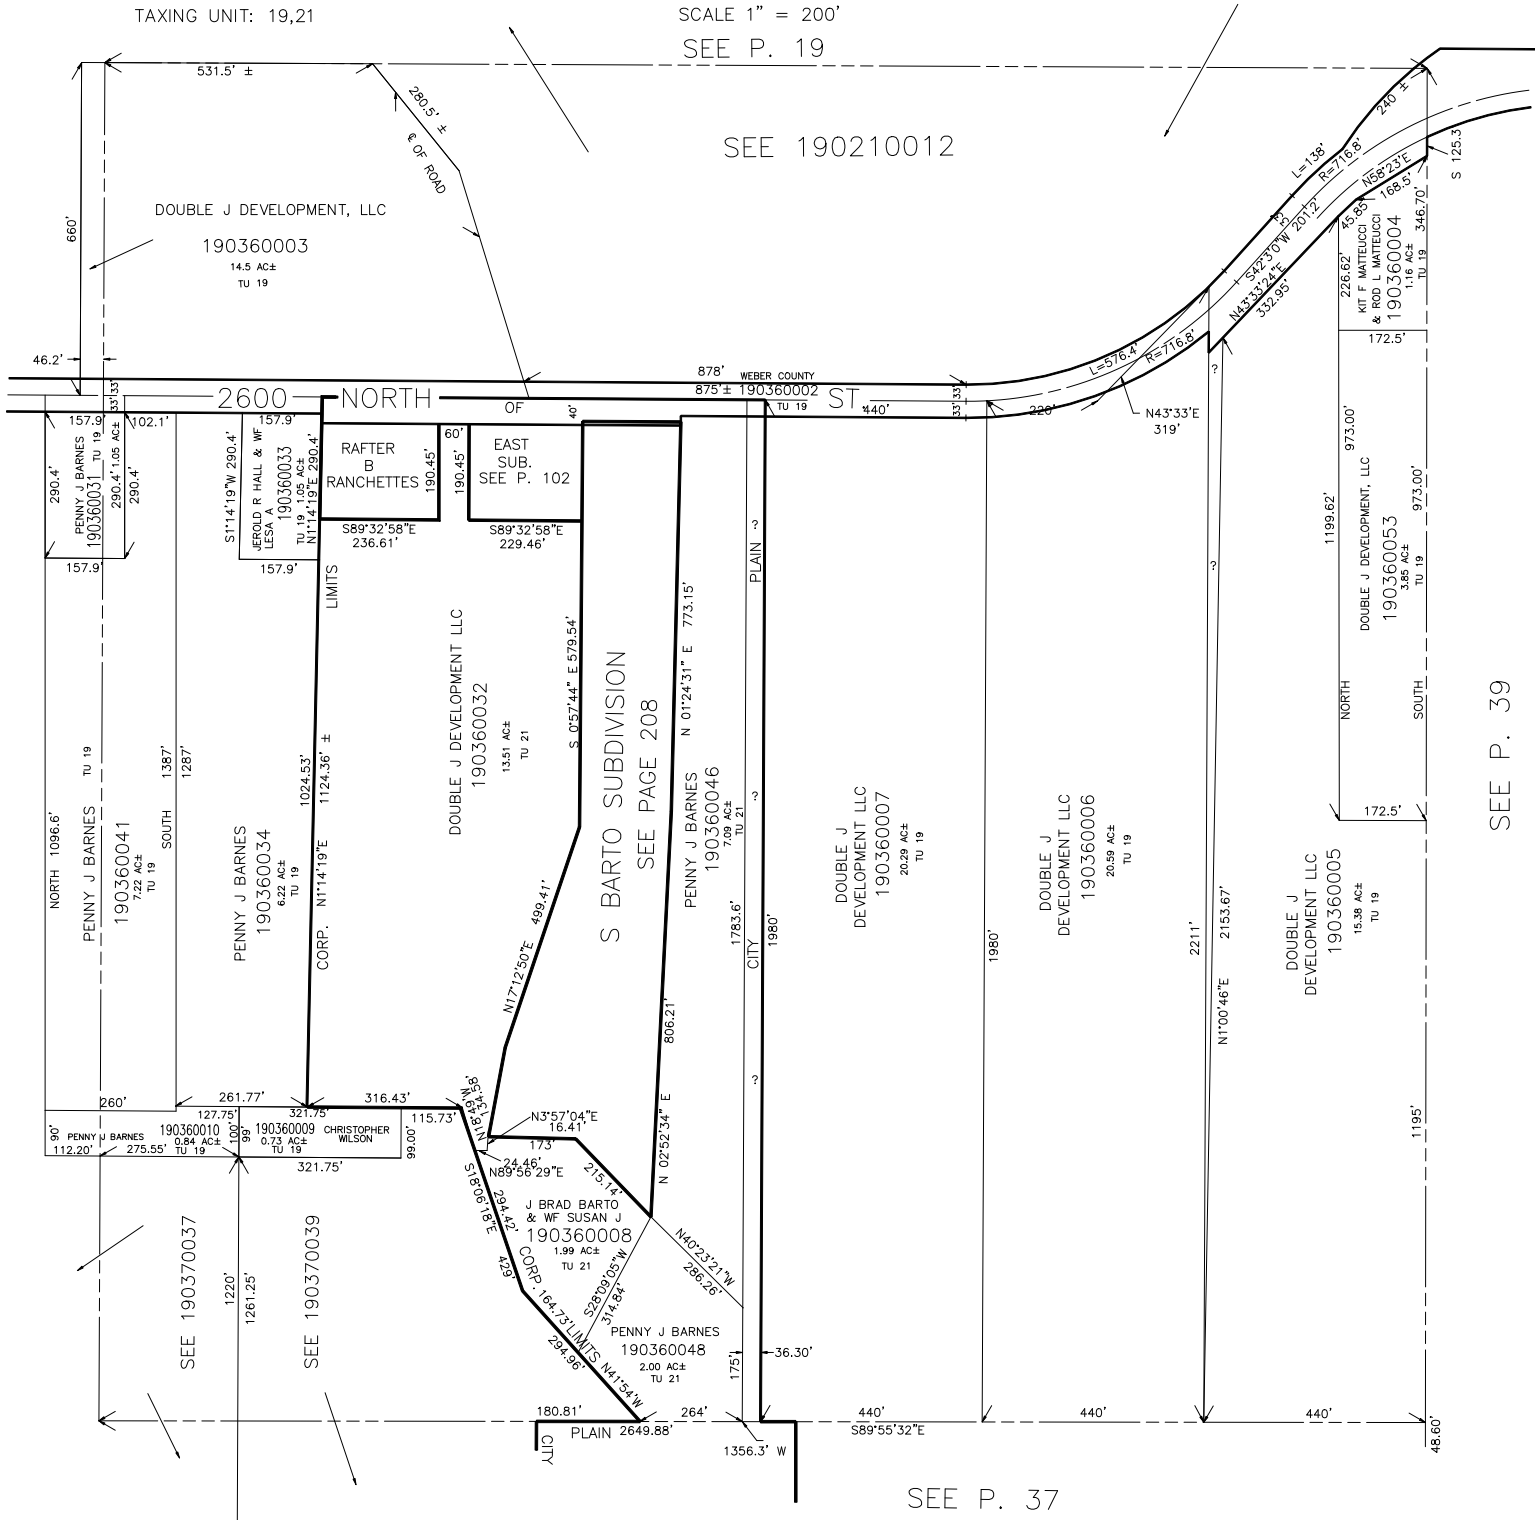 TAXING UNIT: 19,21
SCALE 1" = 200'
SEE P. 19
531.5' ±
280.5' ±
℄ OF ROAD
660'
SEE 190210012
DOUBLE J DEVELOPMENT, LLC
190360003
14.5 AC±
TU 19
240 ±
L=138'
R=716.8'
N58°23'E
168.5'
45.85'
S 125.3'
346.70'
KIT F MATTEUCCI
& ROD L MATTEUCCI
190360004
1.16 AC±
TU 19
226.62'
172.5'
S42°3'0"W 201.2'
N43°33'24"E
332.95'
L=576.4'
R=716.8'
N43°33'E
319'
46.2'
33' 33'
2600 NORTH ST
OF
40'
878'
WEBER COUNTY
875'± 190360002
TU 19
440'
33' 33'
220'
157.9'
102.1'
157.9'
60'
290.4'
PENNY J BARNES
190360031 TU 19
290.4' 1.05 AC±
290.4'
157.9'
S1°14'19"W 290.4'
JEROLD R HALL & WF
LESA A
190360033
TU 19 1.05 AC±
N1°14'19"E 290.4'
157.9'
RAFTER
B
RANCHETTES
190.45'
190.45'
EAST
SUB.
SEE P. 102
S89°32'58"E
236.61'
S89°32'58"E
229.46'
LIMITS
PLAIN
?
?
?
?
?
973.00'
1199.62'
DOUBLE J DEVELOPMENT, LLC
190360053
3.85 AC±
TU 19
973.00'
NORTH
SOUTH
172.5'
SEE P. 39
DOUBLE J DEVELOPMENT LLC
190360032
13.51 AC±
TU 21
S 0°57'44" E 579.54'
S BARTO SUBDIVISION
SEE PAGE 208
N 01°24'31" E 773.15'
PENNY J BARNES
190360046
7.09 AC±
TU 21
TU 19
NORTH 1096.6'
PENNY J BARNES
190360041
7.22 AC±
TU 19
SOUTH
1387'
1287'
PENNY J BARNES
190360034
6.22 AC±
TU 19
1024.53'
1124.36' ±
CORP. N1°14'19"E
N17°12'50"E 499.41'
806.21'
N 02°52'34" E
1783.6'
CITY
1980'
DOUBLE J
DEVELOPMENT LLC
190360007
20.29 AC±
TU 19
1980'
DOUBLE J
DEVELOPMENT LLC
190360006
20.59 AC±
TU 19
2211'
2153.67'
N1°00'46"E
DOUBLE J
DEVELOPMENT LLC
190360005
15.38 AC±
TU 19
1195'
260'
261.77'
316.43'
127.75'
321.75'
115.73'
N18°49'W
134.58'
N3°57'04"E
16.41'
173'
24.46'
N89°56'29"E
90'
PENNY J BARNES
190360010
0.84 AC±
TU 19
100'
99'
190360009
0.73 AC±
TU 19
CHRISTOPHER
WILSON
99.00'
112.20'
275.55'
321.75'
215.14'
S18°06'18"E
294.42'
429'
J BRAD BARTO
& WF SUSAN J
190360008
1.99 AC±
TU 21
S28°09'05"W
314.84'
N40°23'21"W
286.26'
CORP. 164.73' LIMITS N41°54'W
294.96'
PENNY J BARNES
190360048
2.00 AC±
TU 21
175'
36.30'
SEE 190370037
1220'
1261.25'
SEE 190370039
180.81'
264'
440'
440'
440'
CITY
PLAIN 2649.88'
1356.3' W
S89°55'32"E
48.60'
SEE P. 37